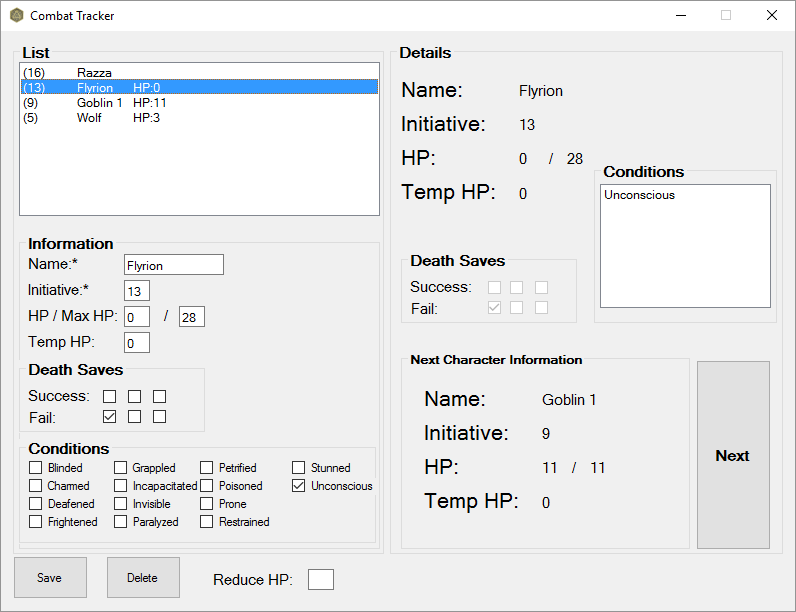 Combat Tracker
List
(16) Razza
(13) Flyrion HP:0
(9) Goblin 1 HP:11
(5) Wolf HP:3
Information
Name:* Flyrion
Initiative:* 13
HP / Max HP: 0 / 28
Temp HP: 0
Death Saves
Success:
Fail:
Conditions
Blinded Grappled Petrified Stunned
Charmed Incapacitated Poisoned Unconscious
Deafened Invisible Prone
Frightened Paralyzed Restrained
Save Delete Reduce HP:
Details
Name: Flyrion
Initiative: 13
HP: 0 / 28
Temp HP: 0
Conditions
Unconscious
Death Saves
Success:
Fail:
Next Character Information
Name: Goblin 1
Initiative: 9
HP: 11 / 11
Temp HP: 0
Next